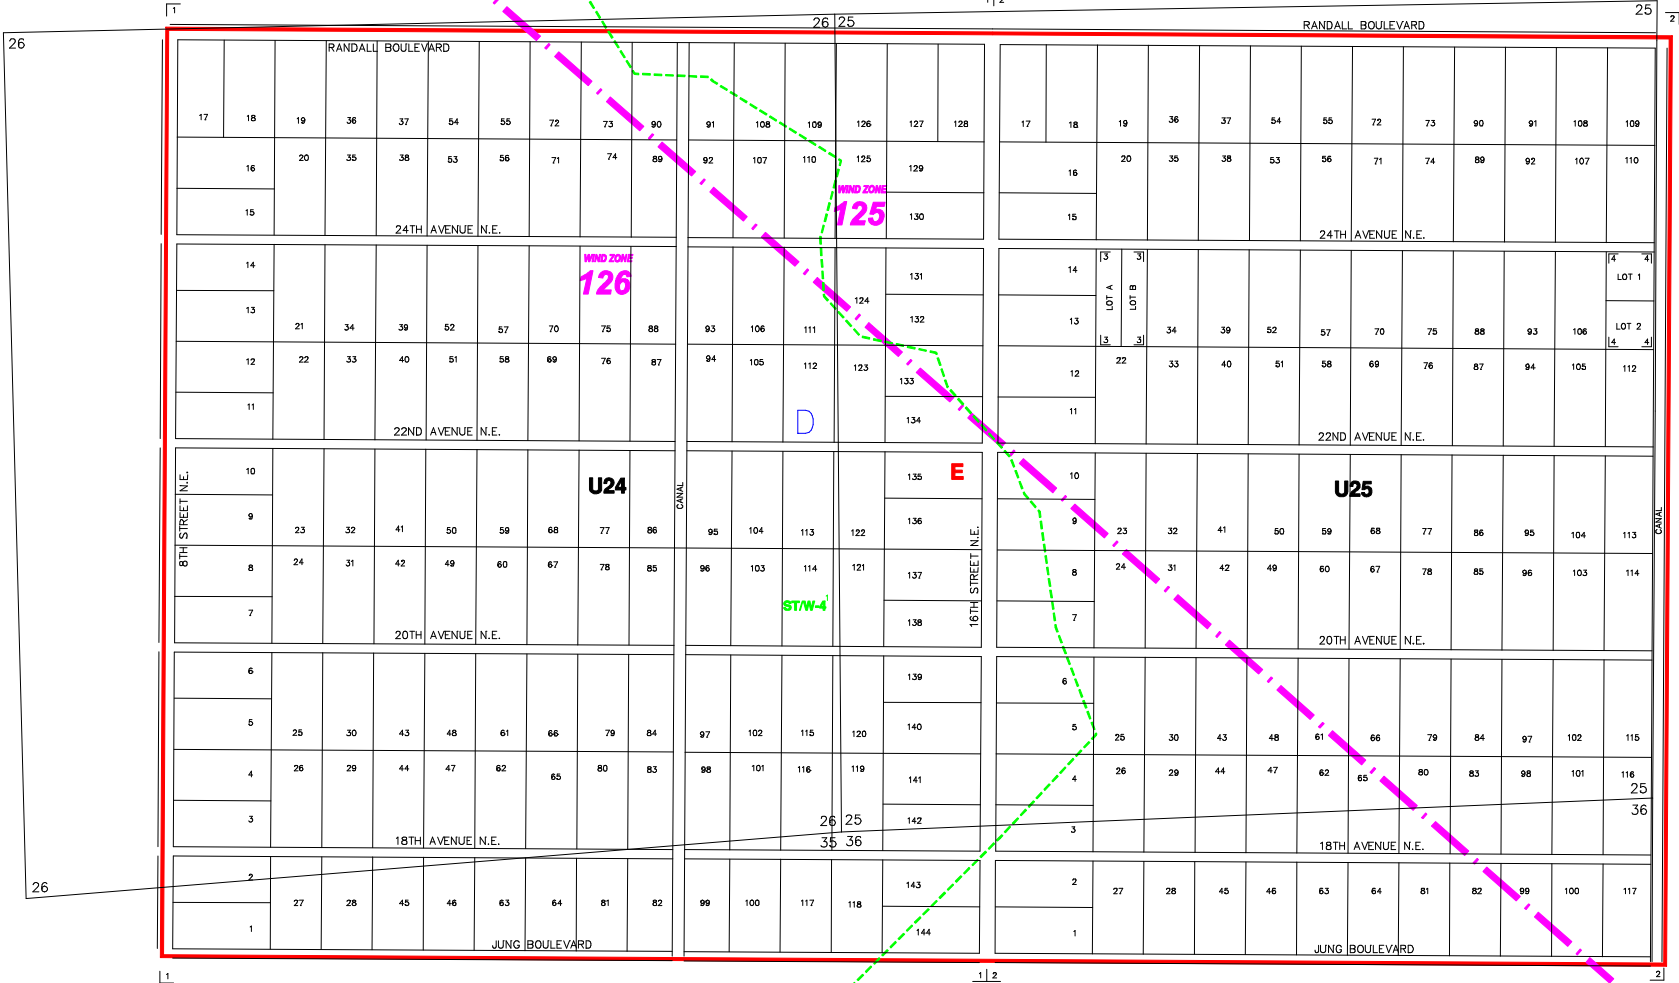 1
1 2
26 25
25
2
26
RANDALL BOULEVARD
RANDALL BOULEVARD
17 18 19 36 37 54 55 72 73 90 91 108 109 126 127 128 17 18 19 36 37 54 55 72 73 90 91 108 109
16 20 35 38 53 56 71 74 89 92 107 110 125 129 16 20 35 38 53 56 71 74 89 92 107 110
WIND ZONE
125
15 130 15
24TH AVENUE N.E. 24TH AVENUE N.E.
14 131 14 3 3 4 4
WIND ZONE
126
LOT A LOT B LOT 1
13 124 132 13 LOT 2
21 34 39 52 57 70 75 88 93 106 111 34 39 52 57 70 75 88 93 106
3 3 4 4
12 22 33 40 51 58 69 76 87 94 105 112 123 133 12 22 33 40 51 58 69 76 87 94 105 112
11 D 134 11
22ND AVENUE N.E. 22ND AVENUE N.E.
10 135 E 10
U24 U25
8TH STREET N.E. CANAL 16TH STREET N.E. CANAL
9 136 9
23 32 41 50 59 68 77 86 95 104 113 122 23 32 41 50 59 68 77 86 95 104 113
8 24 31 42 49 60 67 78 85 96 103 114 121 137 8 24 31 42 49 60 67 78 85 96 103 114
ST/W-4
7 138 7
20TH AVENUE N.E. 20TH AVENUE N.E.
6 139 6
5 140 5
25 30 43 48 61 66 79 84 97 102 115 120 25 30 43 48 61 66 79 84 97 102 115
4 26 29 44 47 62 65 80 83 98 101 116 119 141 4 26 29 44 47 62 65 80 83 98 101 116
25
36
3 26 25 142 3
35 36
18TH AVENUE N.E. 18TH AVENUE N.E.
26
2 143 2
27 28 45 46 63 64 81 82 99 100 117 118 27 28 45 46 63 64 81 82 99 100 117
1 144 1
JUNG BOULEVARD JUNG BOULEVARD
1 1 2 2